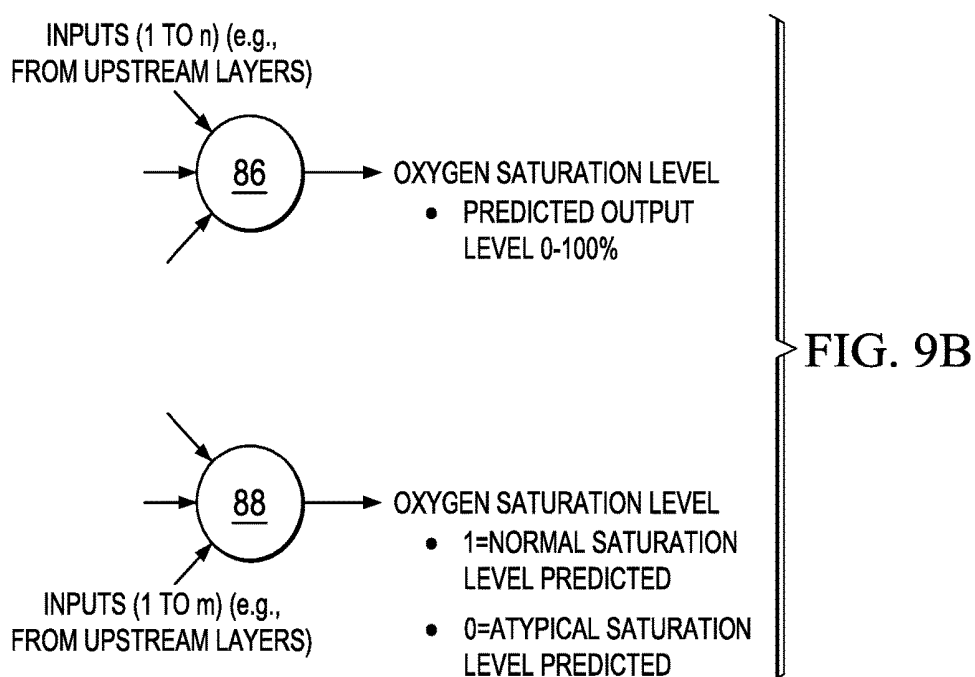 INPUTS (1 TO n) (e.g.,
FROM UPSTREAM LAYERS)
86
OXYGEN SATURATION LEVEL
• PREDICTED OUTPUT
LEVEL 0-100%
FIG. 9B
88
OXYGEN SATURATION LEVEL
• 1=NORMAL SATURATION
LEVEL PREDICTED
• 0=ATYPICAL SATURATION
LEVEL PREDICTED
INPUTS (1 TO m) (e.g.,
FROM UPSTREAM LAYERS)